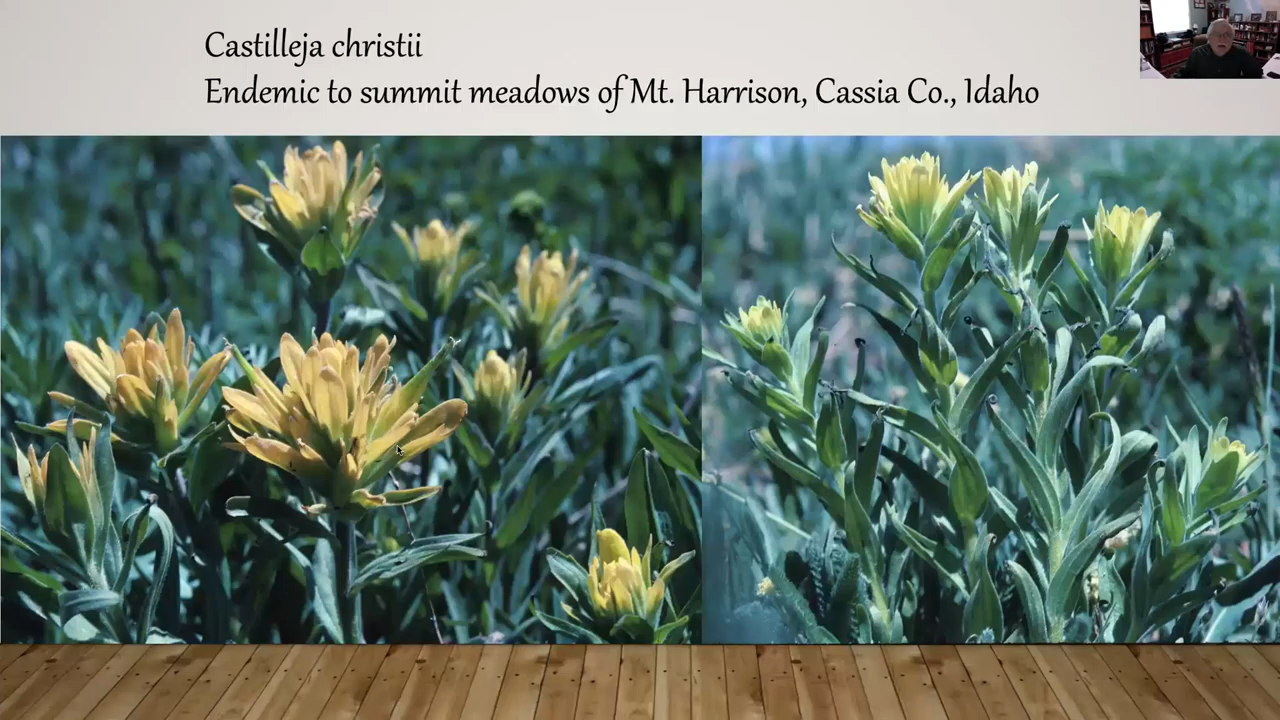 Castilleja christii
Endemic to summit meadows of Mt. Harrison, Cassia Co., Idaho